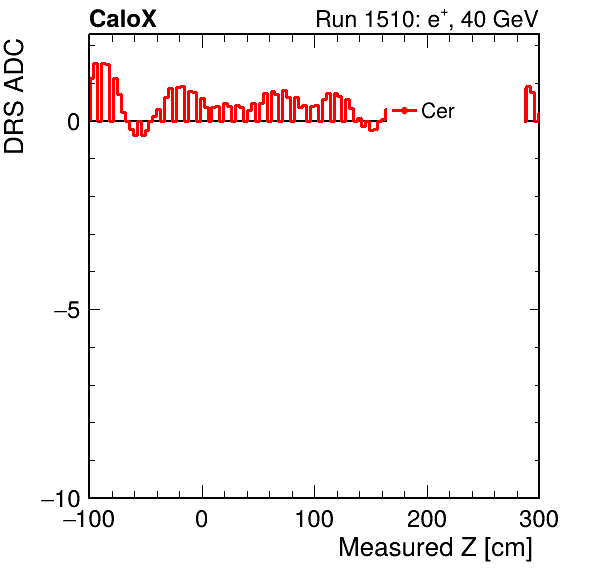 CaloX Run 1510: e⁺, 40 GeV
DRS ADC
Cer
0
−5
−10
−100 0 100 200 300
Measured Z [cm]